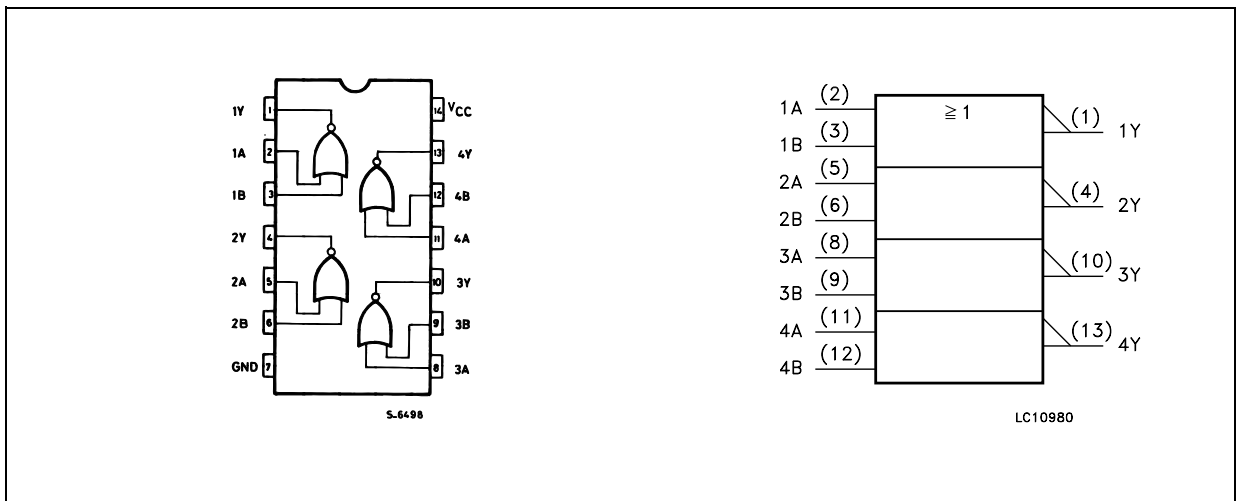 1Y 1 14 VCC
1A 2 13 4Y
1B 3 12 4B
2Y 4 11 4A
2A 5 10 3Y
2B 6 9 3B
GND 7 8 3A
S-6498
1A (2) ≧ 1 (1) 1Y
1B (3)
2A (5) (4) 2Y
2B (6)
3A (8) (10) 3Y
3B (9)
4A (11) (13) 4Y
4B (12)
LC10980